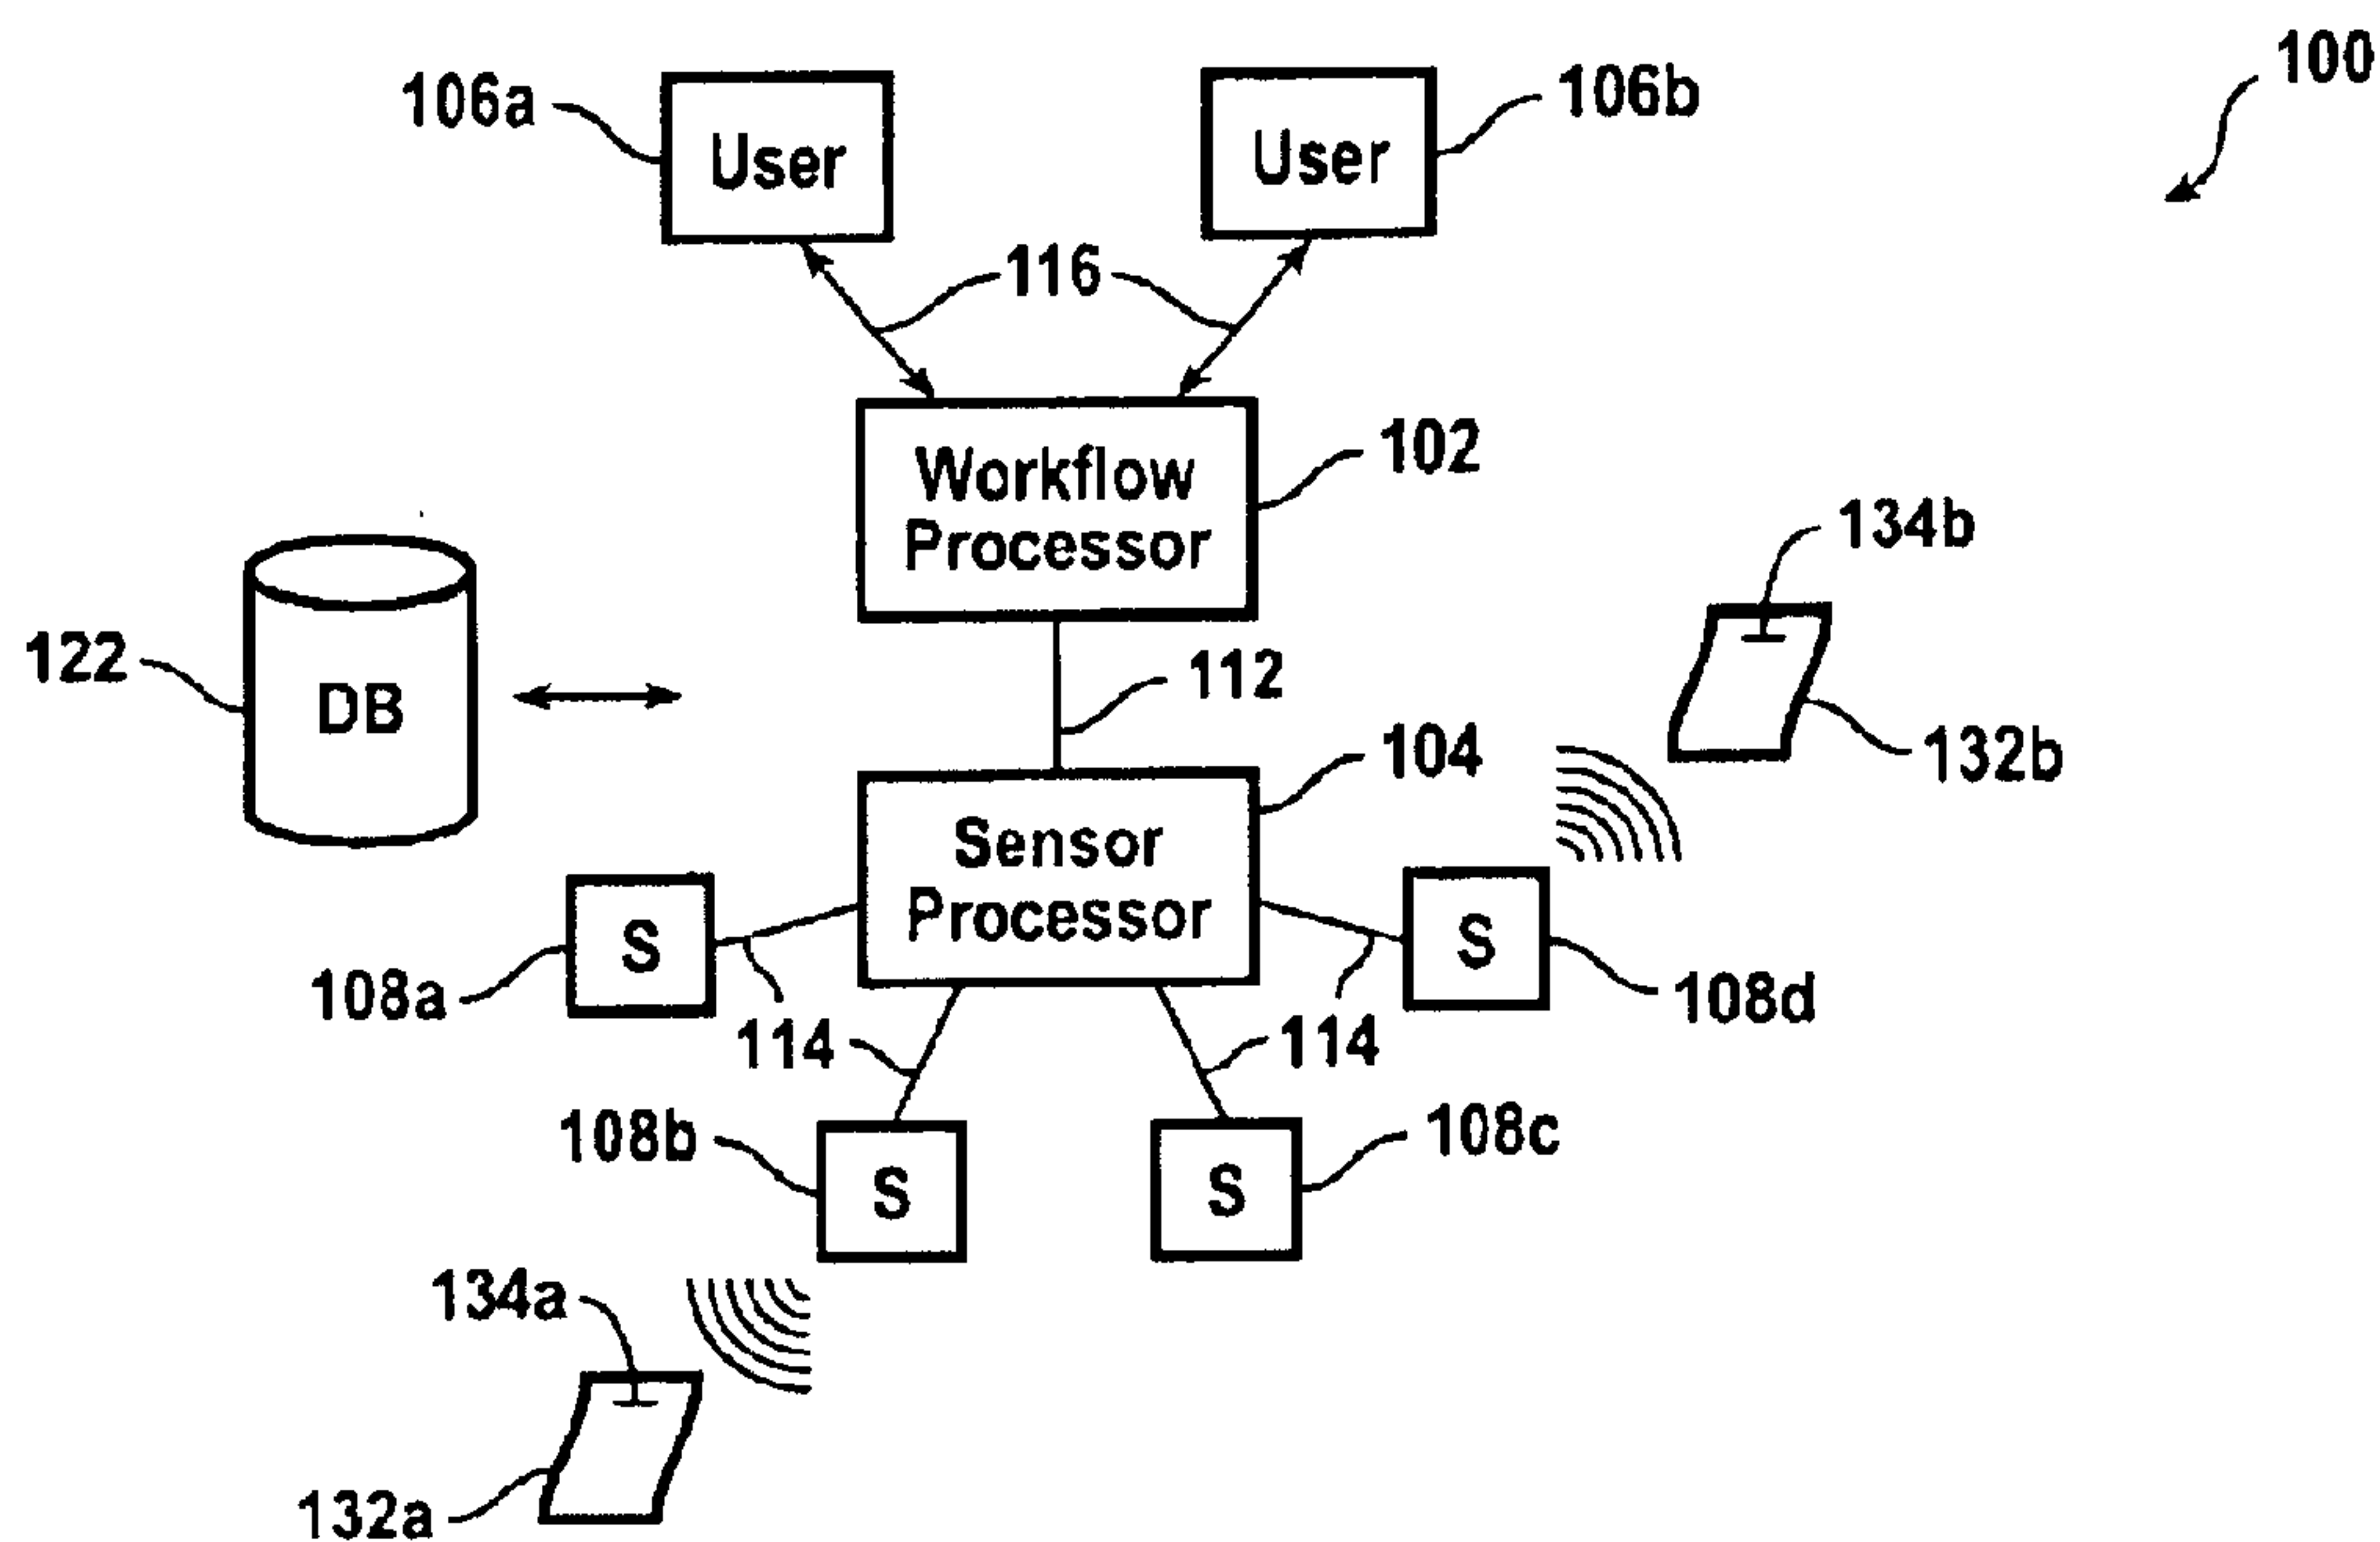 100
106a
User
User
106b
116
Workflow
Processor
102
134b
122
DB
112
132b
104
Sensor
Processor
S
108a
S
108d
114
114
108b
S
S
108c
134a
132a